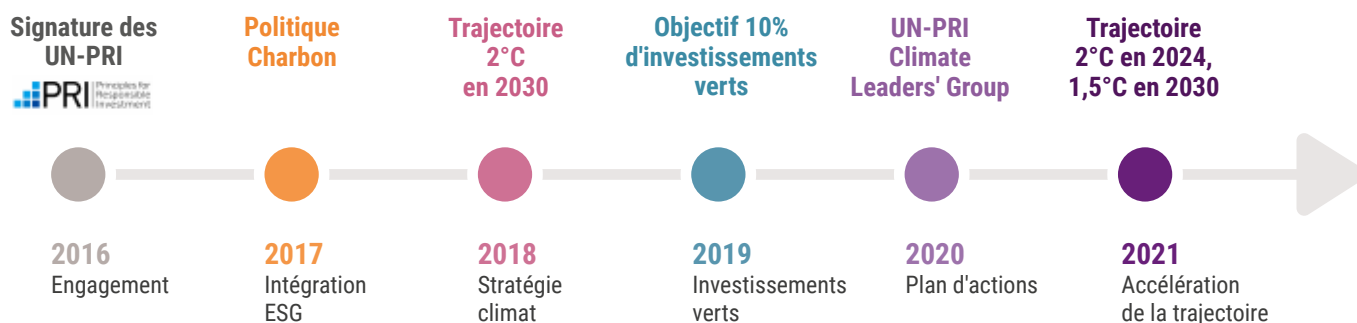 Signature des
UN-PRI
PRI
Principles for
Responsible
Investment
Politique
Charbon
Trajectoire
2°C
en 2030
Objectif 10%
d'investissements
verts
UN-PRI
Climate
Leaders' Group
Trajectoire
2°C en 2024,
1,5°C en 2030
2016
Engagement
2017
Intégration
ESG
2018
Stratégie
climat
2019
Investissements
verts
2020
Plan d'actions
2021
Accélération
de la trajectoire